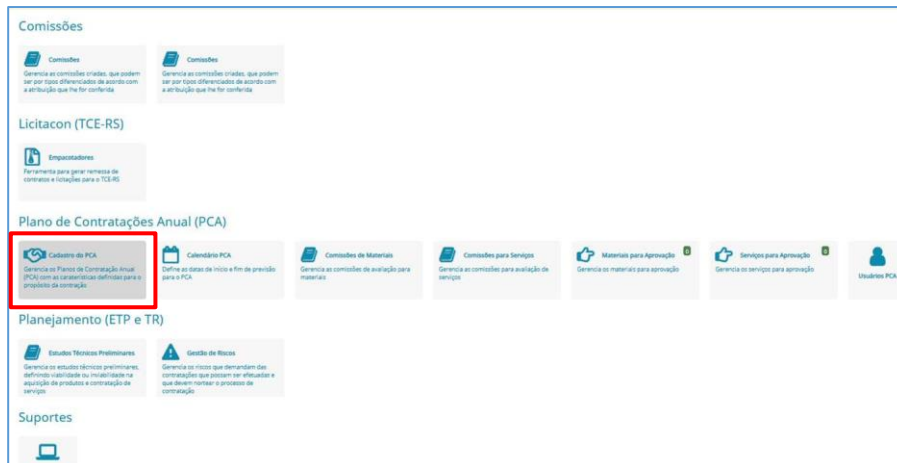 Comissões
Comissões
Gerencia as comissões criadas, que podem
ser por tipos diferenciados de acordo com
a atribuição que lhe for conferida
Comissões
Gerencia as comissões criadas, que podem
ser por tipos diferenciados de acordo com
a atribuição que lhe for conferida
Licitacon (TCE-RS)
Empacotadores
Ferramenta para gerar remessa de
contratos e licitações para o TCE-RS
Plano de Contratações Anual (PCA)
Cadastro do PCA
Gerencia os Planos de Contratação Anual
(PCA) com as caraterísticas definidas para o
propósito da contração
Calendário PCA
Define as datas de início e fim de previsão
para o PCA
Comissões de Materiais
Gerencia as comissões de avaliação para
materiais
Comissões para Serviços
Gerencia as comissões para avaliação de
serviços
Materiais para Aprovação 0
Gerencia os materiais para aprovação
Serviços para Aprovação 0
Gerencia os serviços para aprovação
Usuários PCA
Planejamento (ETP e TR)
Estudos Técnicos Preliminares
Gerencia os estudos técnicos preliminares,
definindo viabilidade ou inviabilidade na
aquisição de produtos e contratação de
serviços
Gestão de Riscos
Gerencia os riscos que demandam das
contratações que possam ser efetuadas e
que devem nortear o processo de
contratação
Suportes